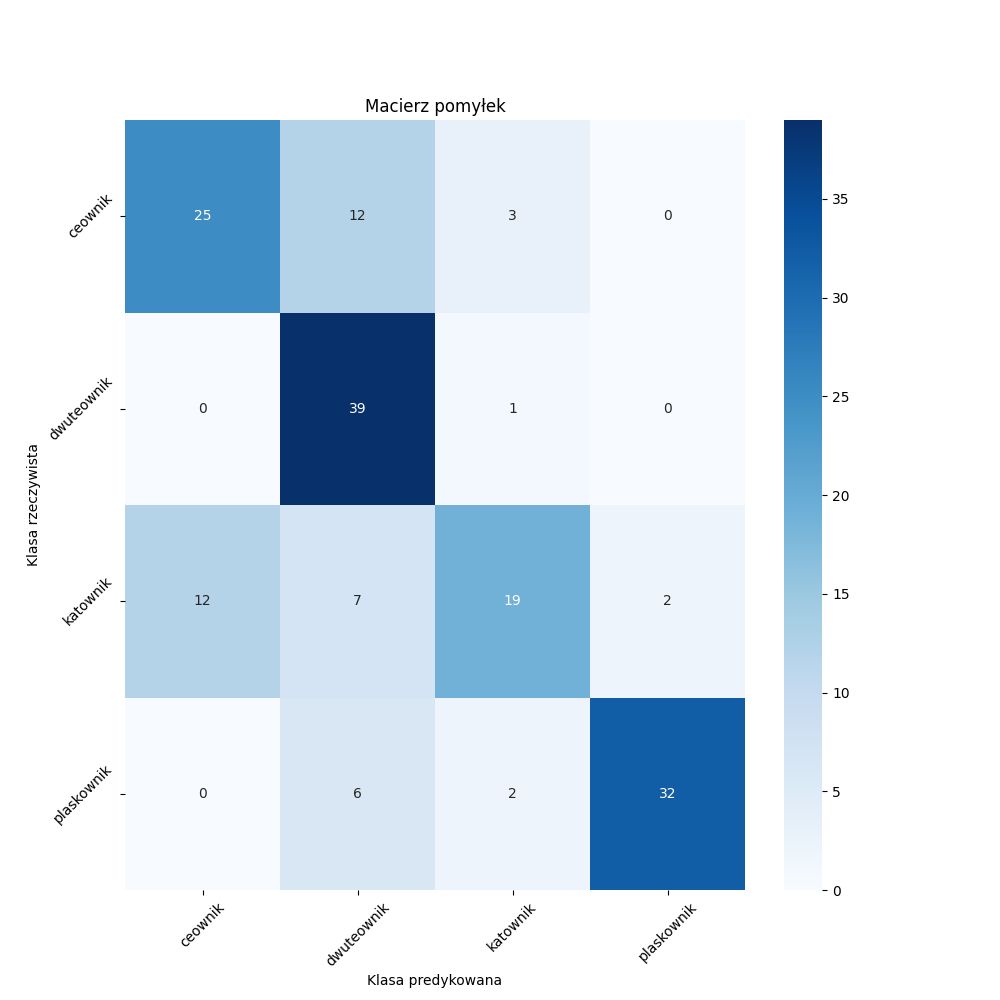 Macierz pomyłek
ceownik 25 12 3 0
dwuteownik 0 39 1 0
katownik 12 7 19 2
plaskownik 0 6 2 32
Klasa rzeczywista
ceownik dwuteownik katownik plaskownik
Klasa predykowana
35
30
25
20
15
10
5
0